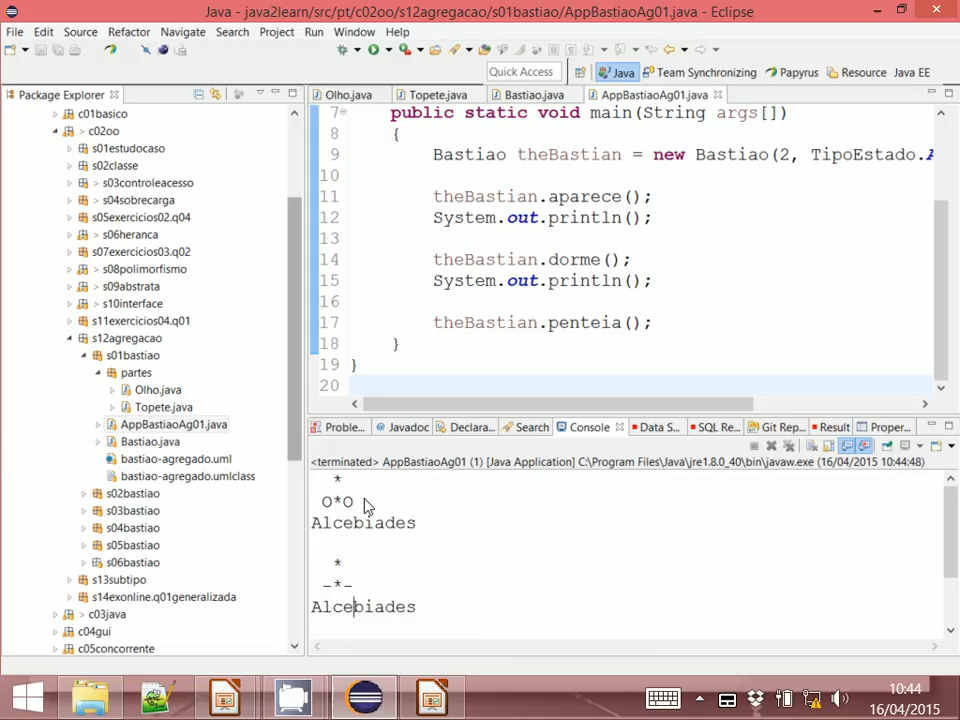 Java - java2learn/src/pt/c02oo/s12agregacao/s01bastiao/AppBastiaoAg01.java - Eclipse
File Edit Source Refactor Navigate Search Project Run Window Help
Quick Access
Java Team Synchronizing Papyrus Resource Java EE
Package Explorer
c01basico
> c02oo
s01estudocaso
s02classe
> s03controleacesso
> s04sobrecarga
s05exercicios02.q04
> s06heranca
s07exercicios03.q02
> s08polimorfismo
> s09abstrata
> s10interface
s11exercicios04.q01
s12agregacao
s01bastiao
partes
Olho.java
Topete.java
AppBastiaoAg01.java
Bastiao.java
bastiao-agregado.uml
bastiao-agregado.umlclass
s02bastiao
s03bastiao
s04bastiao
s05bastiao
s06bastiao
s13subtipo
s14exonline.q01generalizada
> c03java
c04gui
c05concorrente
Olho.java Topete.java Bastiao.java AppBastiaoAg01.java
7 public static void main(String args[])
8 {
9 Bastiao theBastian = new Bastiao(2, TipoEstado.A
10
11 theBastian.aparece();
12 System.out.println();
13
14 theBastian.dorme();
15 System.out.println();
16
17 theBastian.penteia();
18 }
19 }
20
Proble... Javadoc Declara... Search Console Data S... SQL Re... Git Rep... Result Proper...
<terminated> AppBastiaoAg01 (1) [Java Application] C:\Program Files\Java\jre1.8.0_40\bin\javaw.exe (16/04/2015 10:44:48)
*
O*O
Alcebiades
*
-*-
Alcebiades
10:44
16/04/2015